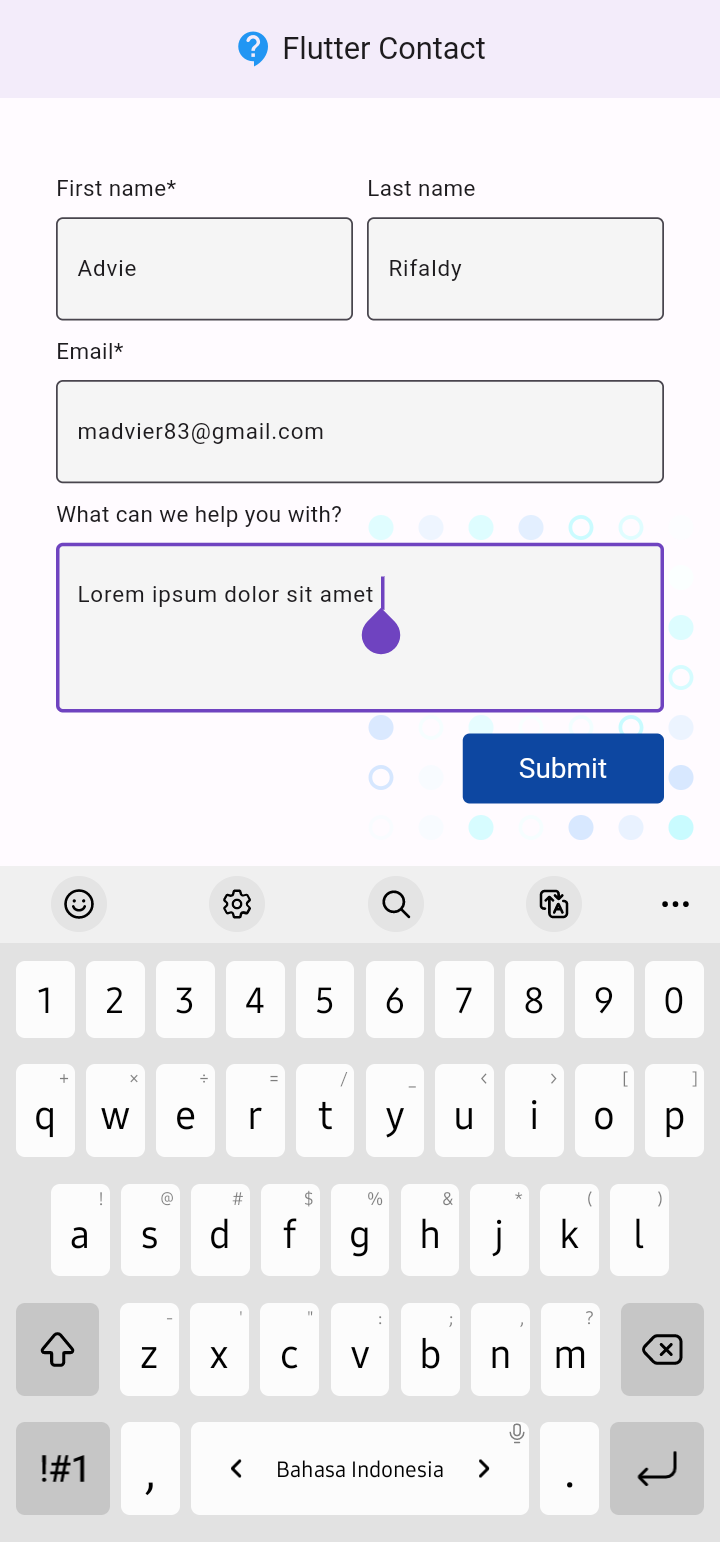 Flutter Contact
First name* Last name
Advie Rifaldy
Email*
madvier83@gmail.com
What can we help you with?
Lorem ipsum dolor sit amet
Submit
1 2 3 4 5 6 7 8 9 0
+ × ÷ = / _ < > [ ]
q w e r t y u i o p
! @ # $ % & * ( )
a s d f g h j k l
- ' " : ; , ?
z x c v b n m
!#1 , < Bahasa Indonesia > .